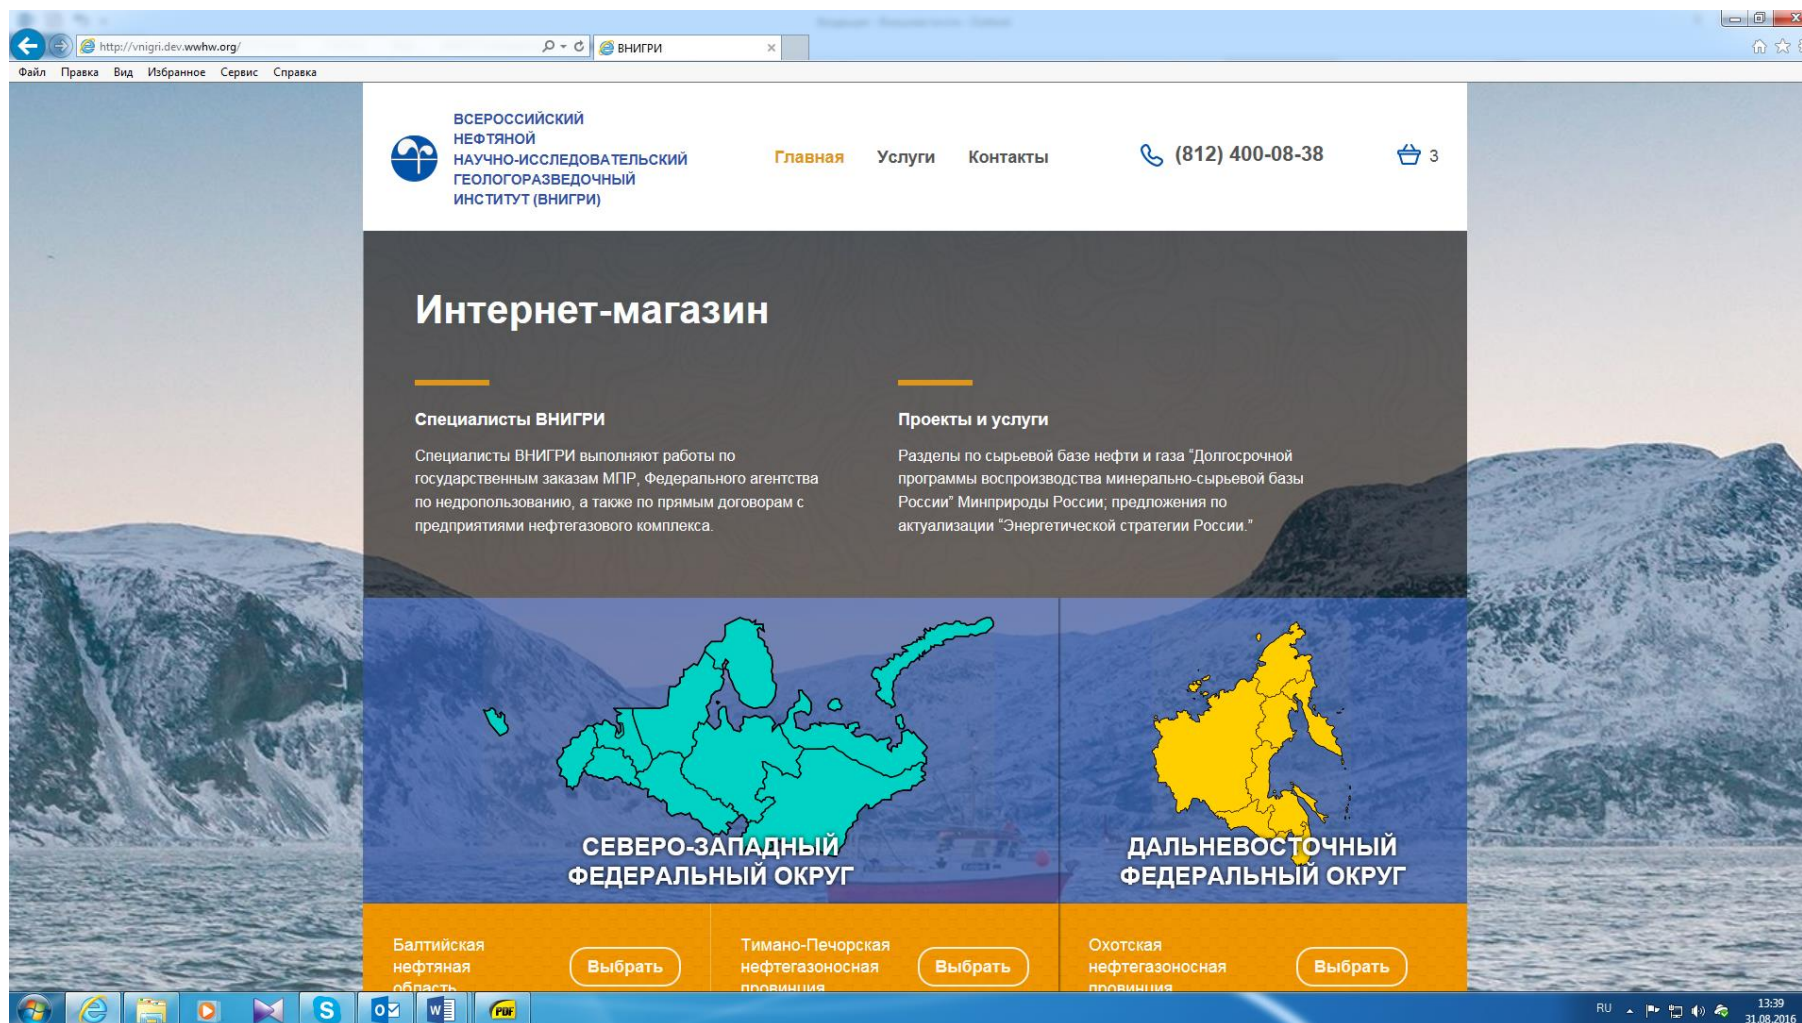 http://vnigri.dev.wwhw.org/
ВНИГРИ
Файл Правка Вид Избранное Сервис Справка
ВСЕРОССИЙСКИЙ
НЕФТЯНОЙ
НАУЧНО-ИССЛЕДОВАТЕЛЬСКИЙ
ГЕОЛОГОРАЗВЕДОЧНЫЙ
ИНСТИТУТ (ВНИГРИ)
Главная Услуги Контакты
(812) 400-08-38
3
Интернет-магазин
Специалисты ВНИГРИ
Специалисты ВНИГРИ выполняют работы по
государственным заказам МПР, Федерального агентства
по недропользованию, а также по прямым договорам с
предприятиями нефтегазового комплекса.
Проекты и услуги
Разделы по сырьевой базе нефти и газа “Долгосрочной
программы воспроизводства минерально-сырьевой базы
России” Минприроды России; предложения по
актуализации “Энергетической стратегии России.”
СЕВЕРО-ЗАПАДНЫЙ
ФЕДЕРАЛЬНЫЙ ОКРУГ
ДАЛЬНЕВОСТОЧНЫЙ
ФЕДЕРАЛЬНЫЙ ОКРУГ
Балтийская
нефтяная
область
Выбрать
Тимано-Печорская
нефтегазоносная
провинция
Выбрать
Охотская
нефтегазоносная
провинция
Выбрать
PDF
RU
13:39
31.08.2016